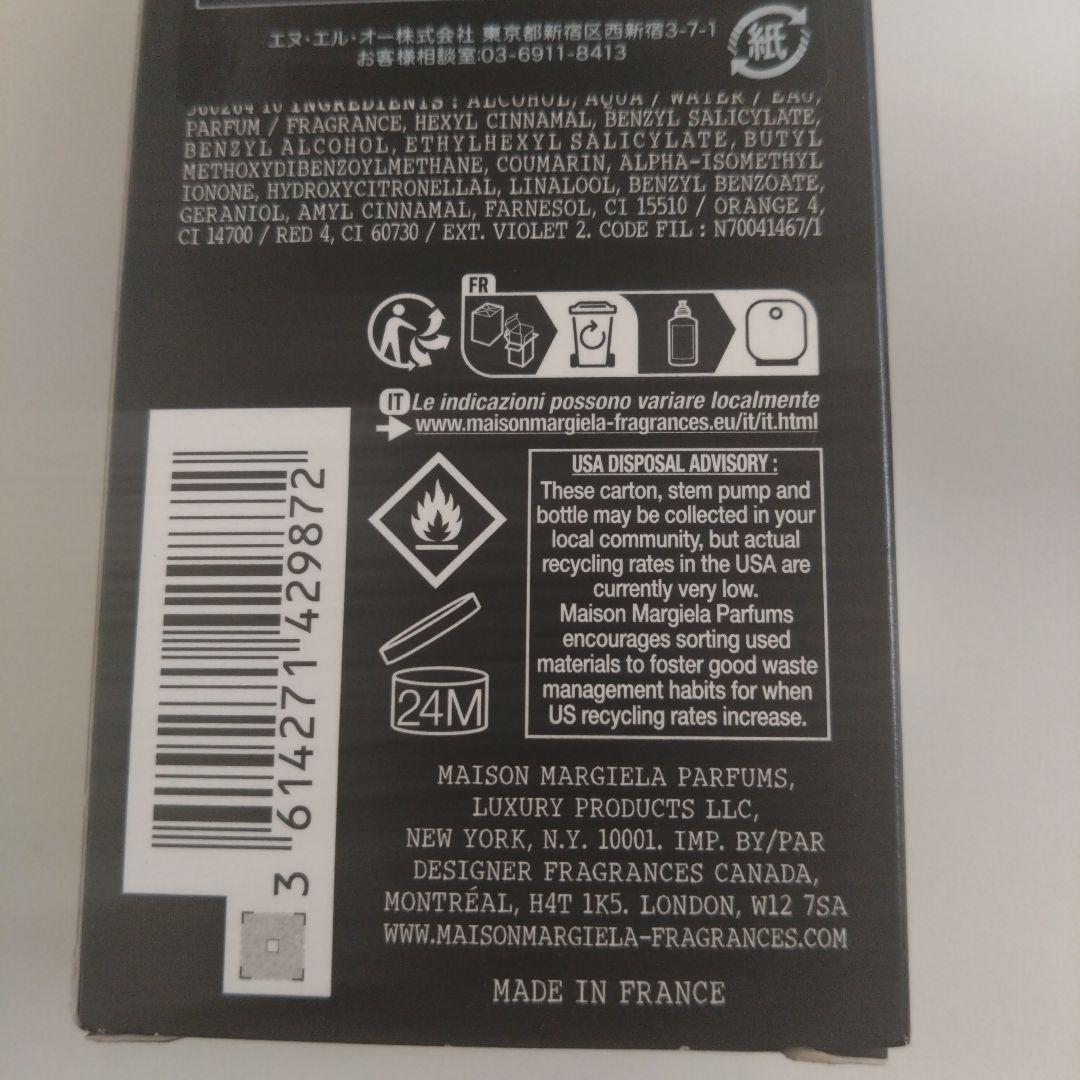 エヌ・エル・オー株式会社 東京都新宿区西新宿3-7-1
お客様相談室:03-6911-8413
紙
INGREDIENTS : ALCOHOL, AQUA / WATER / EAU,
PARFUM / FRAGRANCE, HEXYL CINNAMAL, BENZYL SALICYLATE,
BENZYL ALCOHOL, ETHYLHEXYL SALICYLATE, BUTYL
METHOXYDIBENZOYLMETHANE, COUMARIN, ALPHA-ISOMETHYL
IONONE, HYDROXYCITRONELLAL, LINALOOL, BENZYL BENZOATE,
GERANIOL, AMYL CINNAMAL, FARNESOL, CI 15510 / ORANGE 4,
CI 14700 / RED 4, CI 60730 / EXT. VIOLET 2. CODE FIL : N70041467/1
FR
IT Le indicazioni possono variare localmente
www.maisonmargiela-fragrances.eu/it/it.html
USA DISPOSAL ADVISORY :
These carton, stem pump and
bottle may be collected in your
local community, but actual
recycling rates in the USA are
currently very low.
Maison Margiela Parfums
encourages sorting used
materials to foster good waste
management habits for when
US recycling rates increase.
24M
3 614271 429872
MAISON MARGIELA PARFUMS,
LUXURY PRODUCTS LLC,
NEW YORK, N.Y. 10001. IMP. BY/PAR
DESIGNER FRAGRANCES CANADA,
MONTRÉAL, H4T 1K5. LONDON, W12 7SA
WWW.MAISONMARGIELA-FRAGRANCES.COM
MADE IN FRANCE